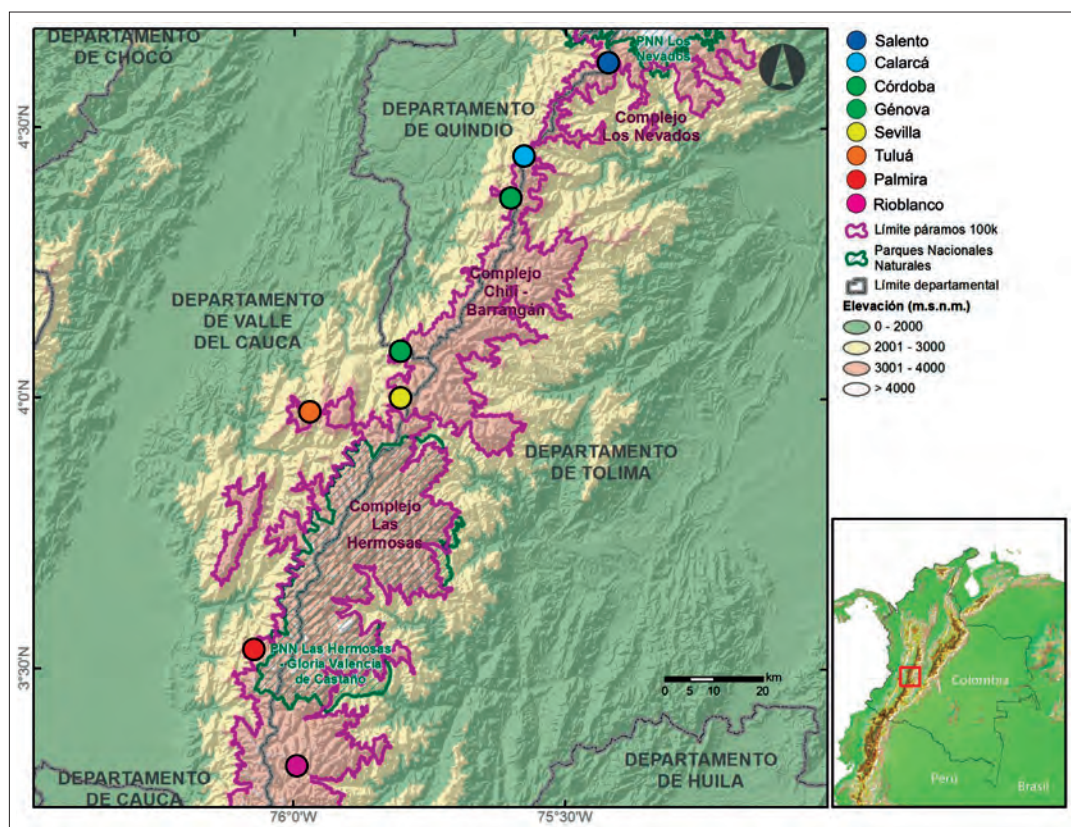 DEPARTAMENTO
DE CHOCÓ
PNN Los
Nevados
DEPARTAMENTO
DE QUINDIO
Complejo
Los Nevados
4°30'N
Complejo
Chilí -
Barrangán
DEPARTAMENTO
DE VALLE
DEL CAUCA
4°0'N
DEPARTAMENTO
DE TOLIMA
Complejo
Las
Hermosas
PNN Las Hermosas
- Gloria Valencia
de Castaño
3°30'N
km
0 5 10 20
DEPARTAMENTO
DE HUILA
DEPARTAMENTO
DE CAUCA
76°0'W
75°30'W
Salento
Calarcá
Córdoba
Génova
Sevilla
Tuluá
Palmira
Rioblanco
Límite páramos 100k
Parques Nacionales
Naturales
Límite departamental
Elevación (m.s.n.m.)
0 - 2000
2001 - 3000
3001 - 4000
> 4000
Colombia
Perú
Brasil